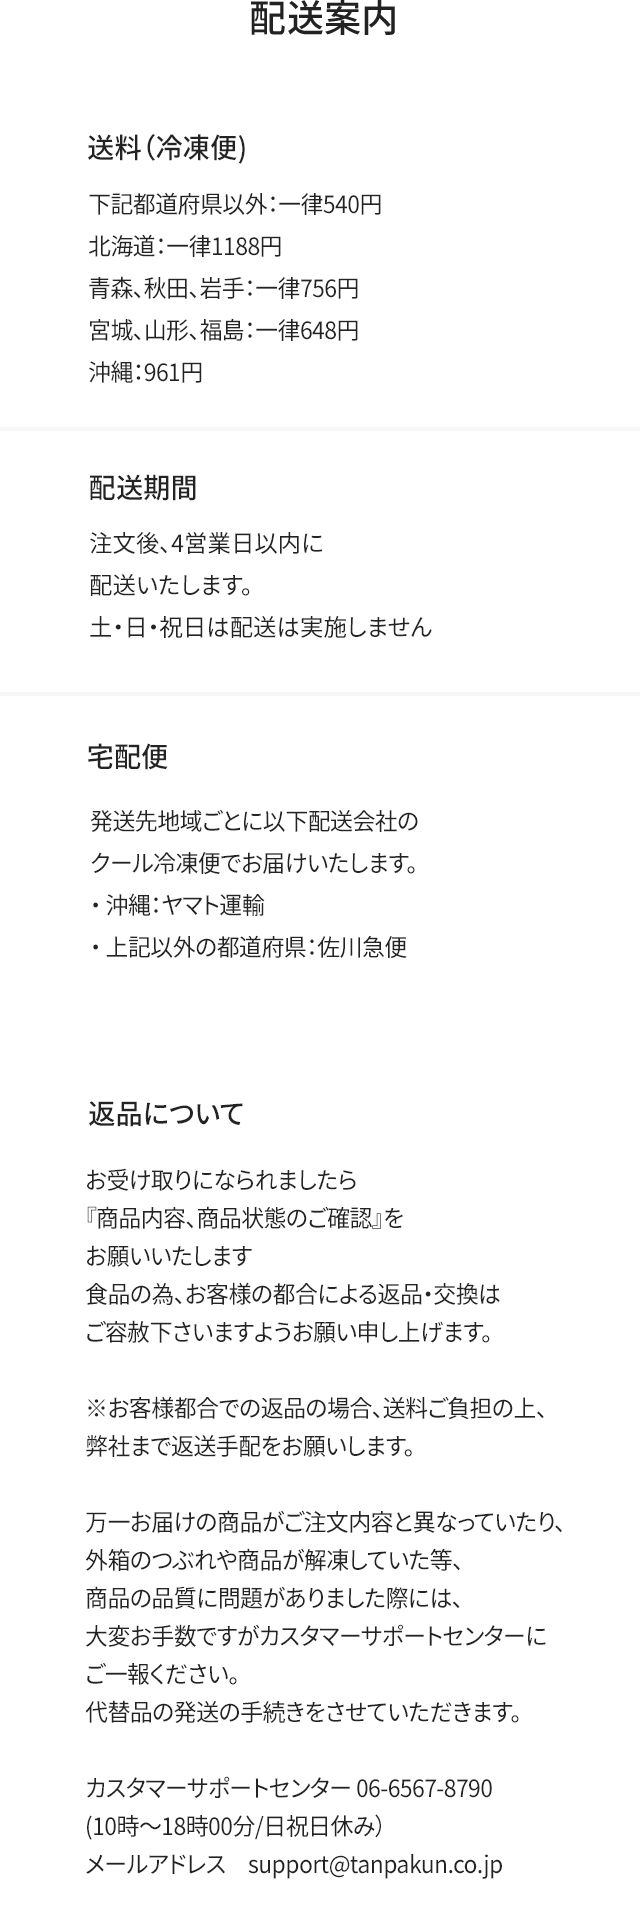 配送案内
送料（冷凍便）
下記都道府県以外：一律540円
北海道：一律1188円
青森、秋田、岩手：一律756円
宮城、山形、福島：一律648円
沖縄：961円
配送期間
注文後、4営業日以内に
配送いたします。
土・日・祝日は配送は実施しません
宅配便
発送先地域ごとに以下配送会社の
クール冷凍便でお届けいたします。
・沖縄：ヤマト運輸
・上記以外の都道府県：佐川急便
返品について
お受け取りになられましたら
『商品内容、商品状態のご確認』を
お願いいたします
食品の為、お客様の都合による返品・交換は
ご容赦下さいますようお願い申し上げます。
※お客様都合での返品の場合、送料ご負担の上、
弊社まで返送手配をお願いします。
万一お届けの商品がご注文内容と異なっていたり、
外箱のつぶれや商品が解凍していた等、
商品の品質に問題がありました際には、
大変お手数ですがカスタマーサポートセンターに
ご一報ください。
代替品の発送の手続きをさせていただきます。
カスタマーサポートセンター 06-6567-8790
(10時〜18時00分/日祝日休み）
メールアドレス　support@tanpakun.co.jp